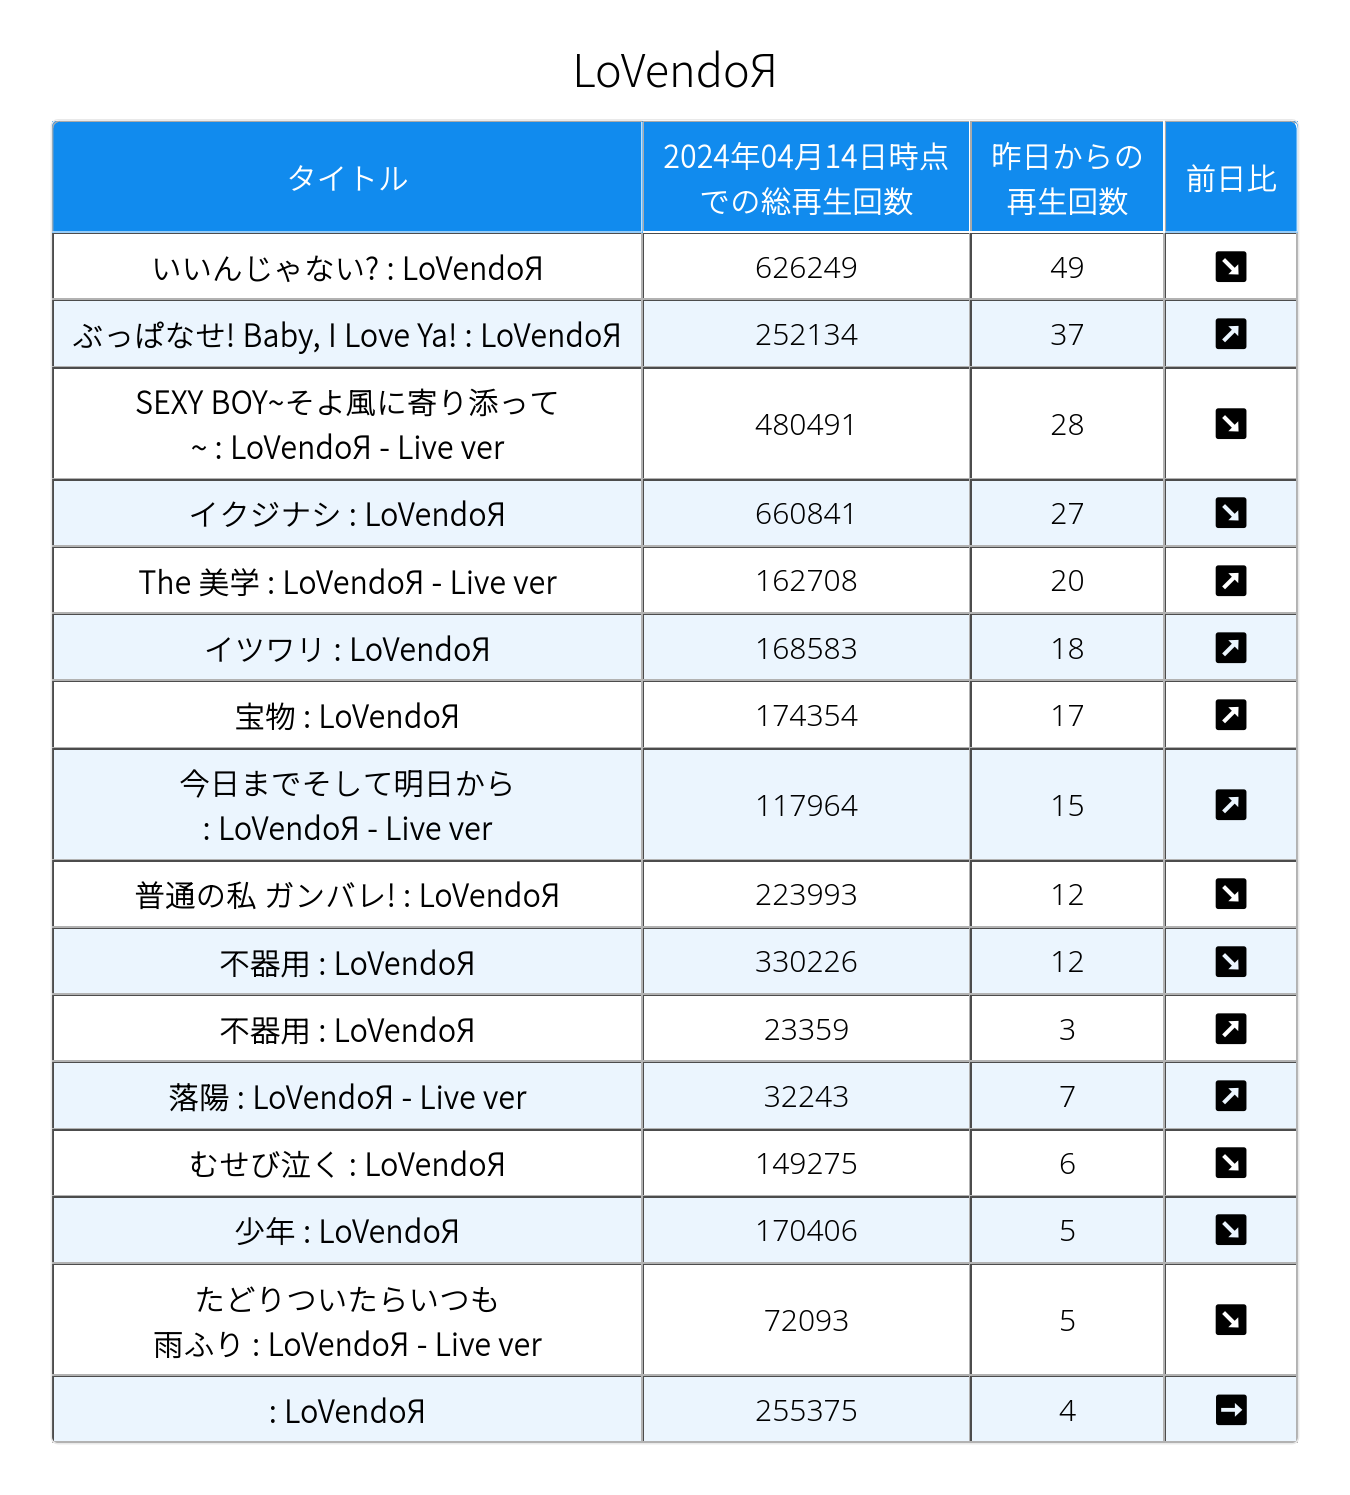 LoVendoЯ
タイトル
2024年04月14日時点
での総再生回数
昨日からの
再生回数
前日比
いいんじゃない? : LoVendoЯ 626249 49
ぶっぱなせ! Baby, I Love Ya! : LoVendoЯ 252134 37
SEXY BOY~そよ風に寄り添って
~ : LoVendoЯ - Live ver 480491 28
イクジナシ : LoVendoЯ 660841 27
The 美学 : LoVendoЯ - Live ver 162708 20
イツワリ : LoVendoЯ 168583 18
宝物 : LoVendoЯ 174354 17
今日までそして明日から
: LoVendoЯ - Live ver 117964 15
普通の私 ガンバレ! : LoVendoЯ 223993 12
不器用 : LoVendoЯ 330226 12
不器用 : LoVendoЯ 23359 3
落陽 : LoVendoЯ - Live ver 32243 7
むせび泣く : LoVendoЯ 149275 6
少年 : LoVendoЯ 170406 5
たどりついたらいつも
雨ふり : LoVendoЯ - Live ver 72093 5
: LoVendoЯ 255375 4